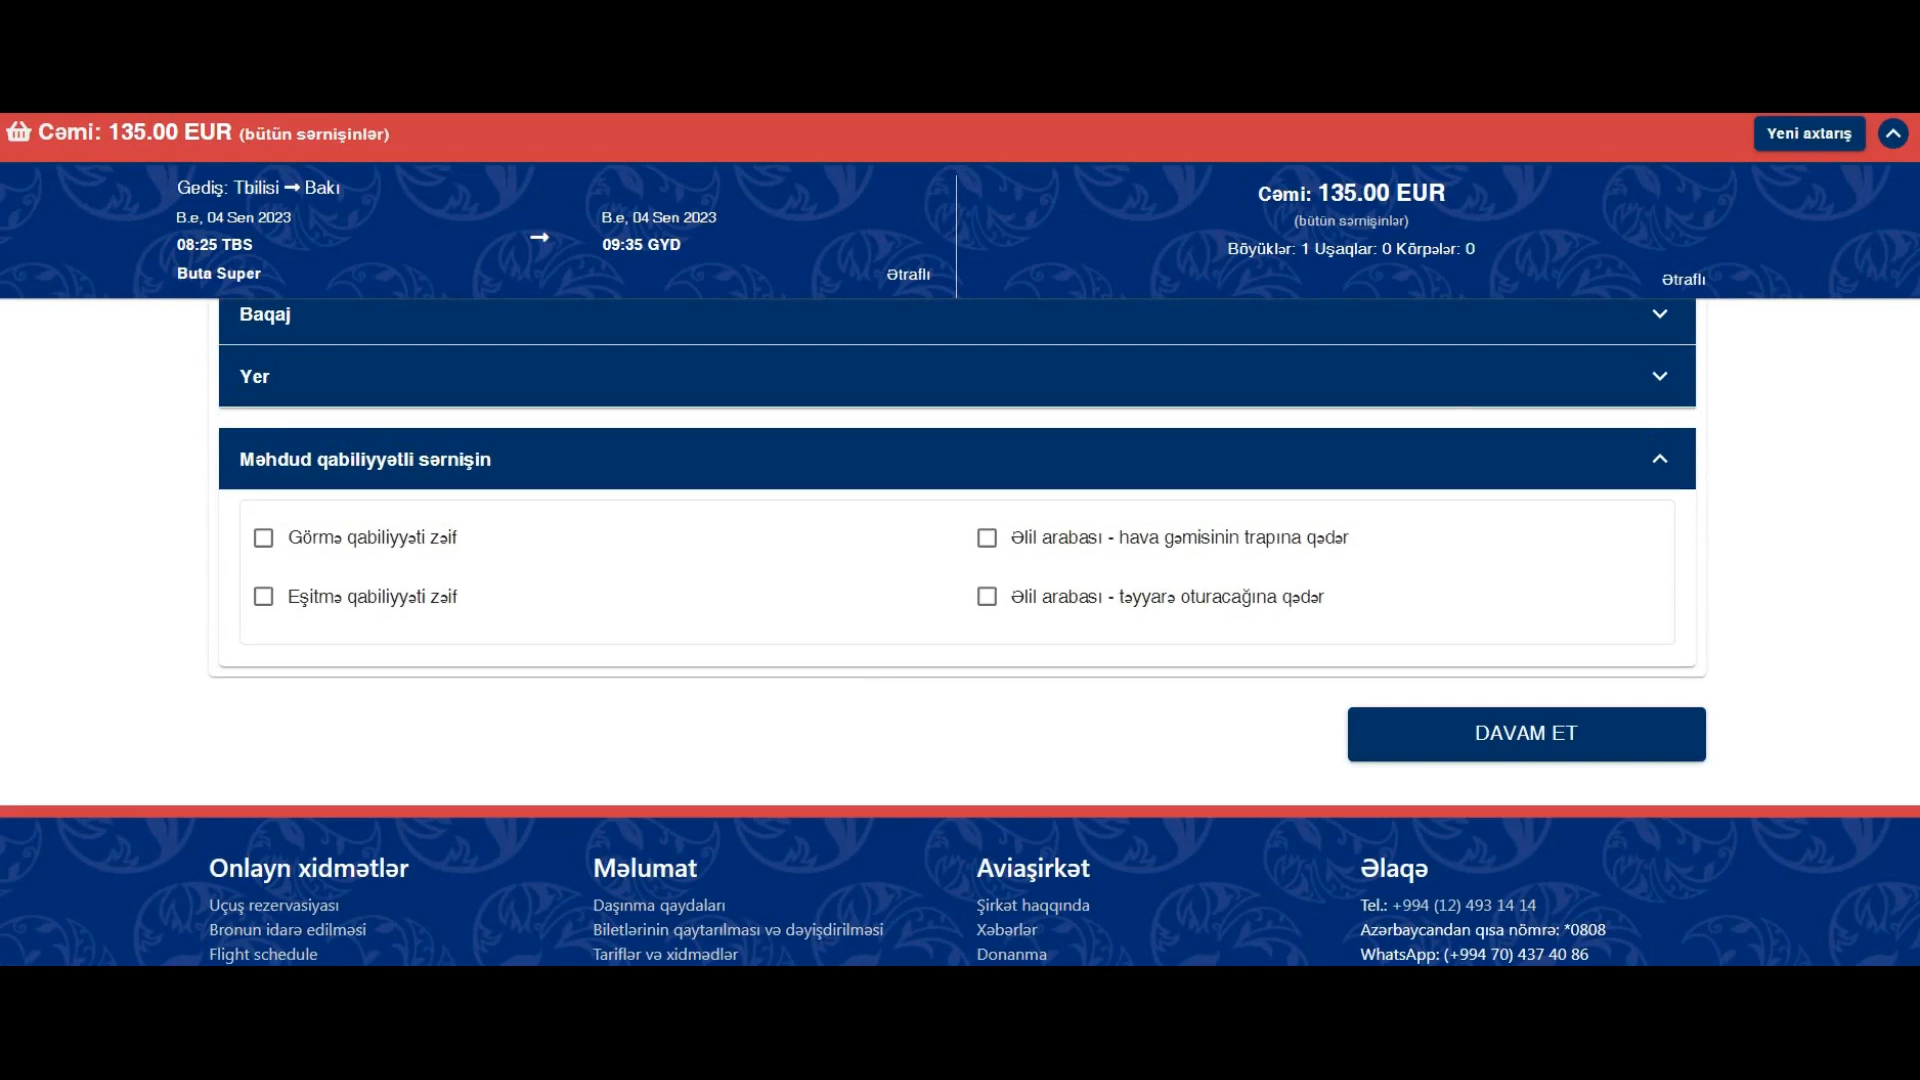 Cəmi: 135.00 EUR (bütün sərnişinlər)
Yeni axtarış
Gediş: Tbilisi → Bakı
B.e, 04 Sen 2023
08:25 TBS
Buta Super
→
B.e, 04 Sen 2023
09:35 GYD
Ətraflı
Cəmi: 135.00 EUR
(bütün sərnişinlər)
Böyüklər: 1 Uşaqlar: 0 Körpələr: 0
Ətraflı
Baqaj
Yer
Məhdud qabiliyyətli sərnişin
Görmə qabiliyyəti zəif
Əlil arabası - hava gəmisinin trapına qədər
Eşitmə qabiliyyəti zəif
Əlil arabası - təyyarə oturacağına qədər
DAVAM ET
Onlayn xidmətlər
Uçuş rezervasiyası
Bronun idarə edilməsi
Flight schedule
Məlumat
Daşınma qaydaları
Biletlərinin qaytarılması və dəyişdirilməsi
Tariflər və xidmədlər
Aviaşirkət
Şirkət haqqında
Xəbərlər
Donanma
Əlaqə
Tel.: +994 (12) 493 14 14
Azərbaycandan qısa nömrə: *0808
WhatsApp: (+994 70) 437 40 86